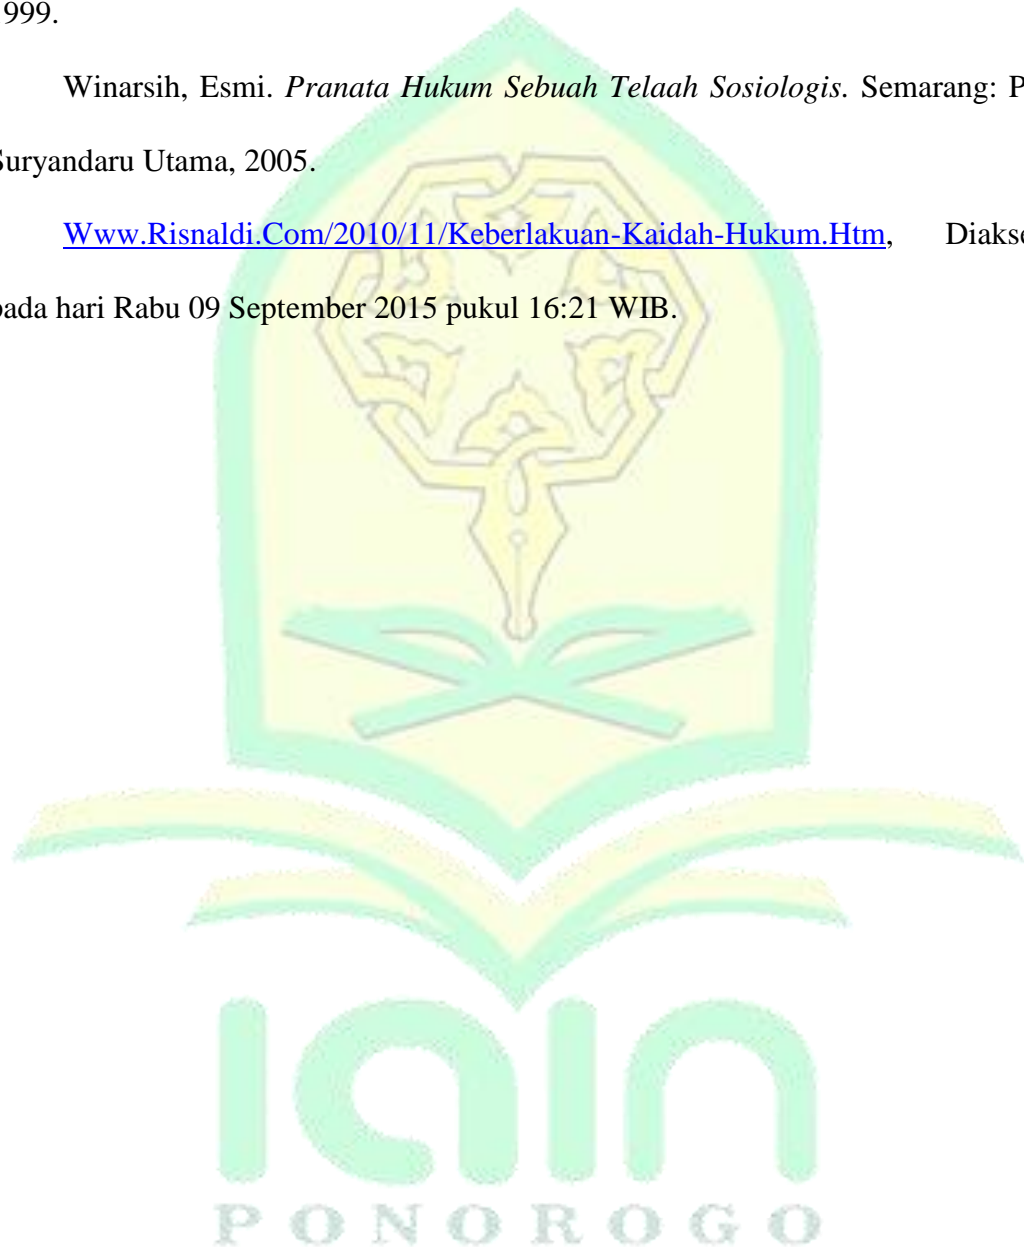 999.
Winarsih, Esmi. Pranata Hukum Sebuah Telaah Sosiologis. Semarang: P
Suryandaru Utama, 2005.
Www.Risnaldi.Com/2010/11/Keberlakuan-Kaidah-Hukum.Htm, Diakse
pada hari Rabu 09 September 2015 pukul 16:21 WIB.
iain
PONOROGO